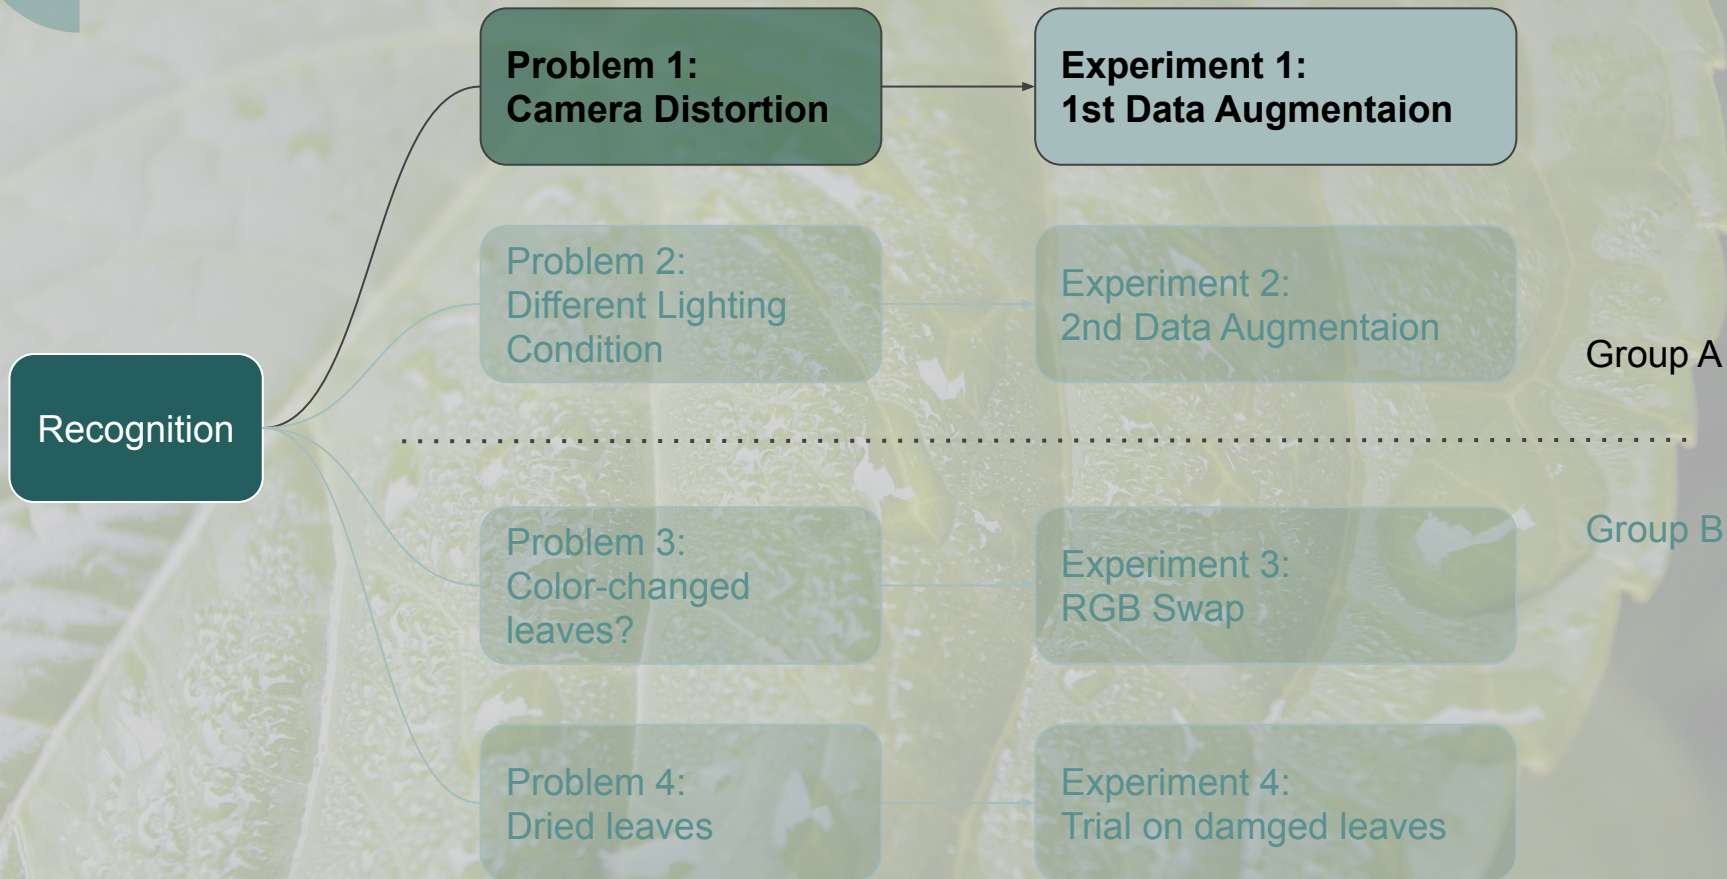 Problem 1:
Camera Distortion
Experiment 1:
1st Data Augmentaion
Problem 2:
Different Lighting
Condition
Experiment 2:
2nd Data Augmentaion
Group A
Recognition
Group B
Problem 3:
Color-changed
leaves?
Experiment 3:
RGB Swap
Problem 4:
Dried leaves
Experiment 4:
Trial on damged leaves